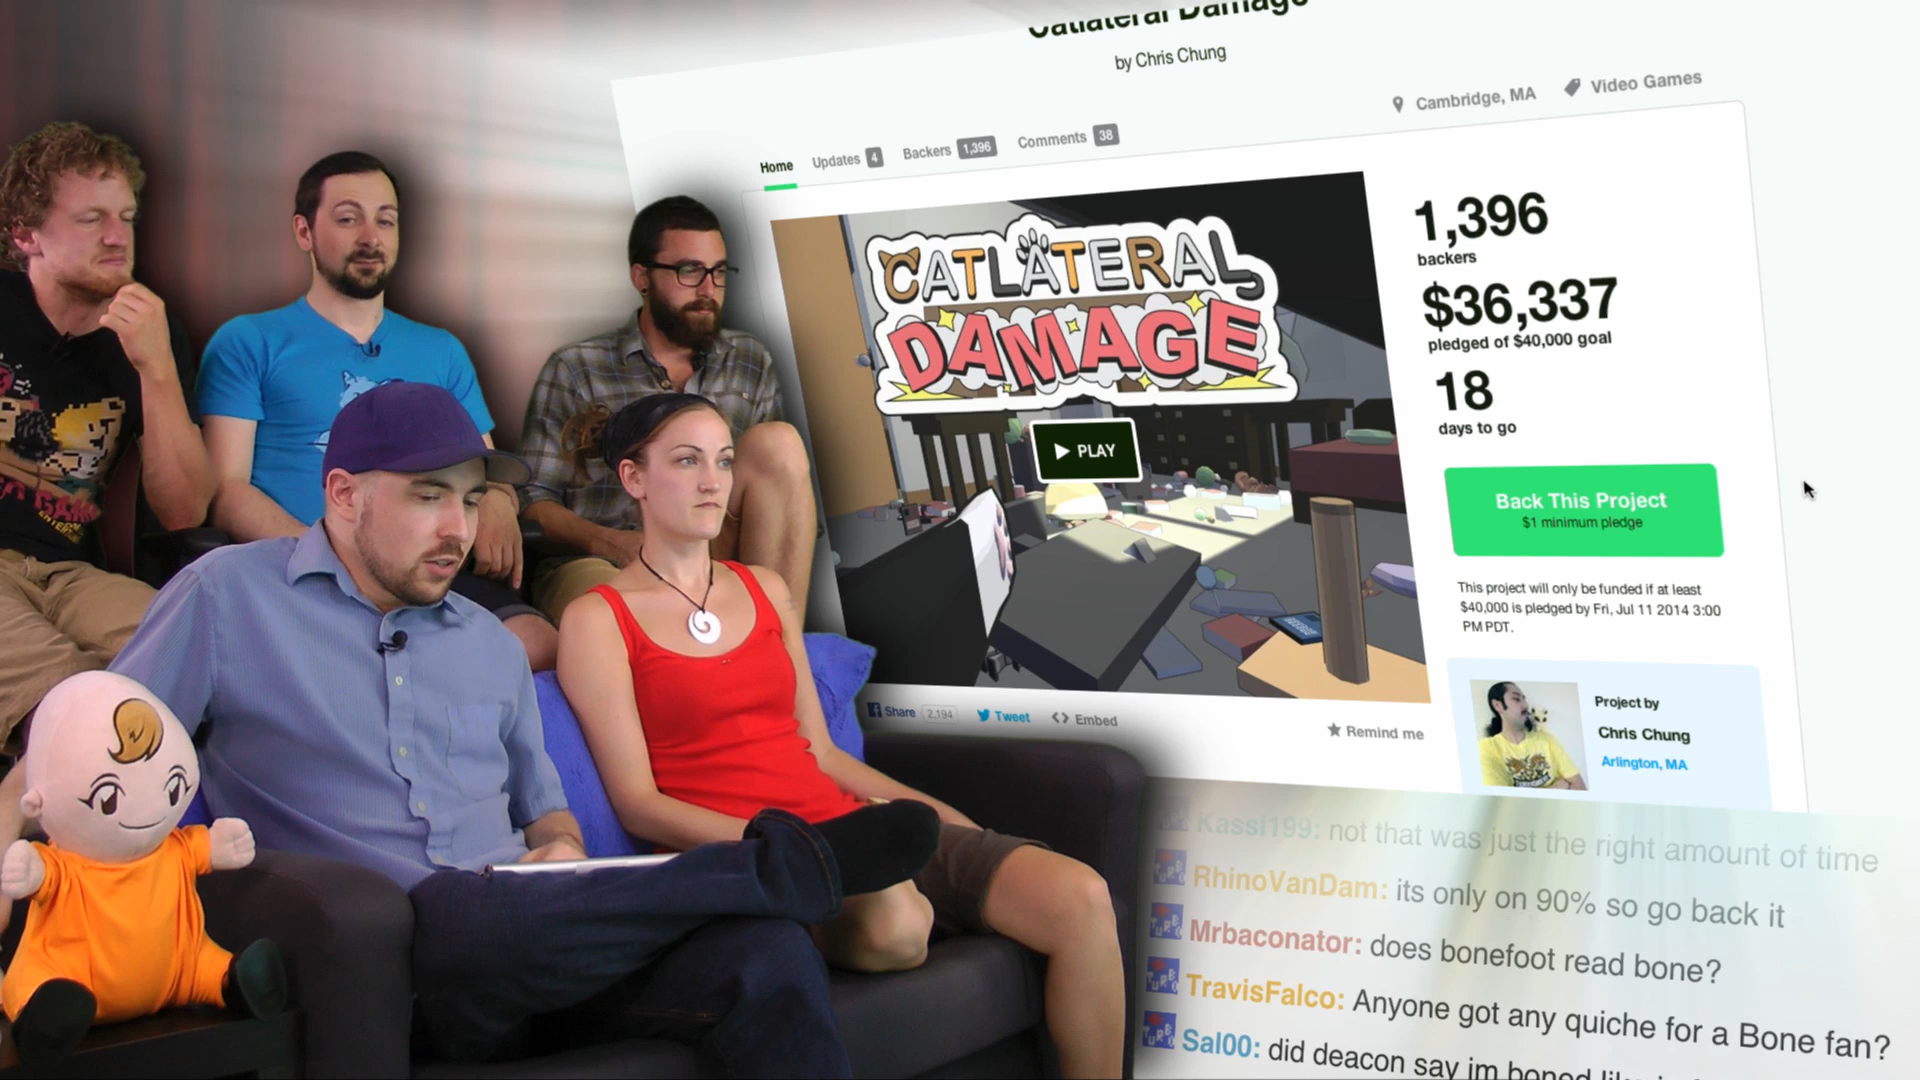 Catlateral Damage
by Chris Chung
Cambridge, MA
Video Games
Home
Updates 4
Backers 1,396
Comments 38
CATLATERAL
DAMAGE
PLAY
1,396
backers
$36,337
pledged of $40,000 goal
18
days to go
Back This Project
$1 minimum pledge
This project will only be funded if at least
$40,000 is pledged by Fri, Jul 11 2014 3:00
PM PDT.
Share 2,194
Tweet
Embed
Remind me
Project by
Chris Chung
Arlington, MA
Kassi199: not that was just the right amount of time
RhinoVanDam: its only on 90% so go back it
Mrbaconator: does bonefoot read bone?
TravisFalco: Anyone got any quiche for a Bone fan?
Sal00: did deacon say im boned